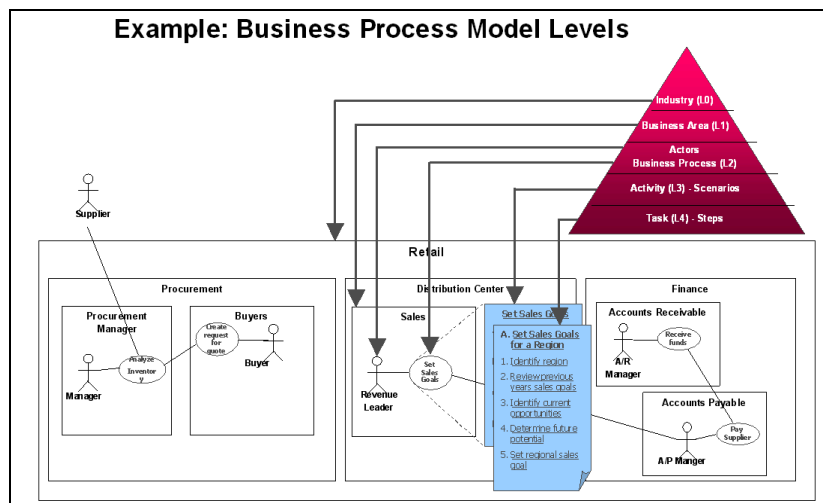 Example: Business Process Model Levels
Industry (L0)
Business Area (L1)
Actors
Business Process (L2)
Activity (L3) - Scenarios
Task (L4) - Steps
Supplier
Retail
Procurement
Procurement
Manager
Manager
Analyze
Inventor
y
Buyers
Create
request
for
quote
Buyer
Distribution Center
Sales
Revenue
Leader
Set
Sales
Goals
Set Sales Goals
A. Set Sales Goals
for a Region
1. Identify region
2. Review previous
years sales goals
3. Identify current
opportunities
4. Determine future
potential
5. Set regional sales
goal
Finance
Accounts Receivable
A/R
Manager
Receive
funds
Accounts Payable
A/P Manger
Pay
Supplier